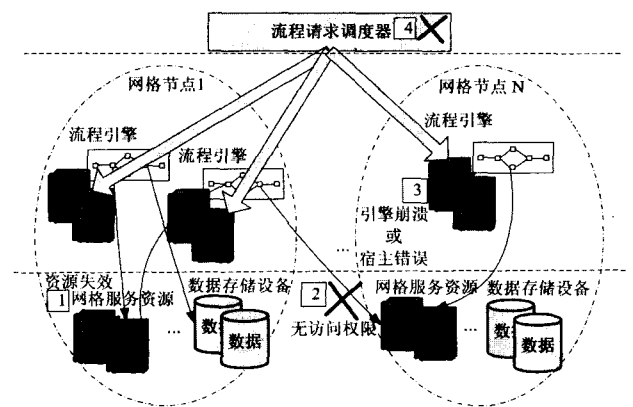 流程请求调度器 4
网格节点1
网格节点 N
流程引擎
流程引擎
流程引擎
3
引擎崩溃
或
宿主错误
...
资源失效
1 网格服务资源
数据存储设备
2
无访问权限
网格服务资源
数据存储设备
...
数据
数据
...
数据
数据